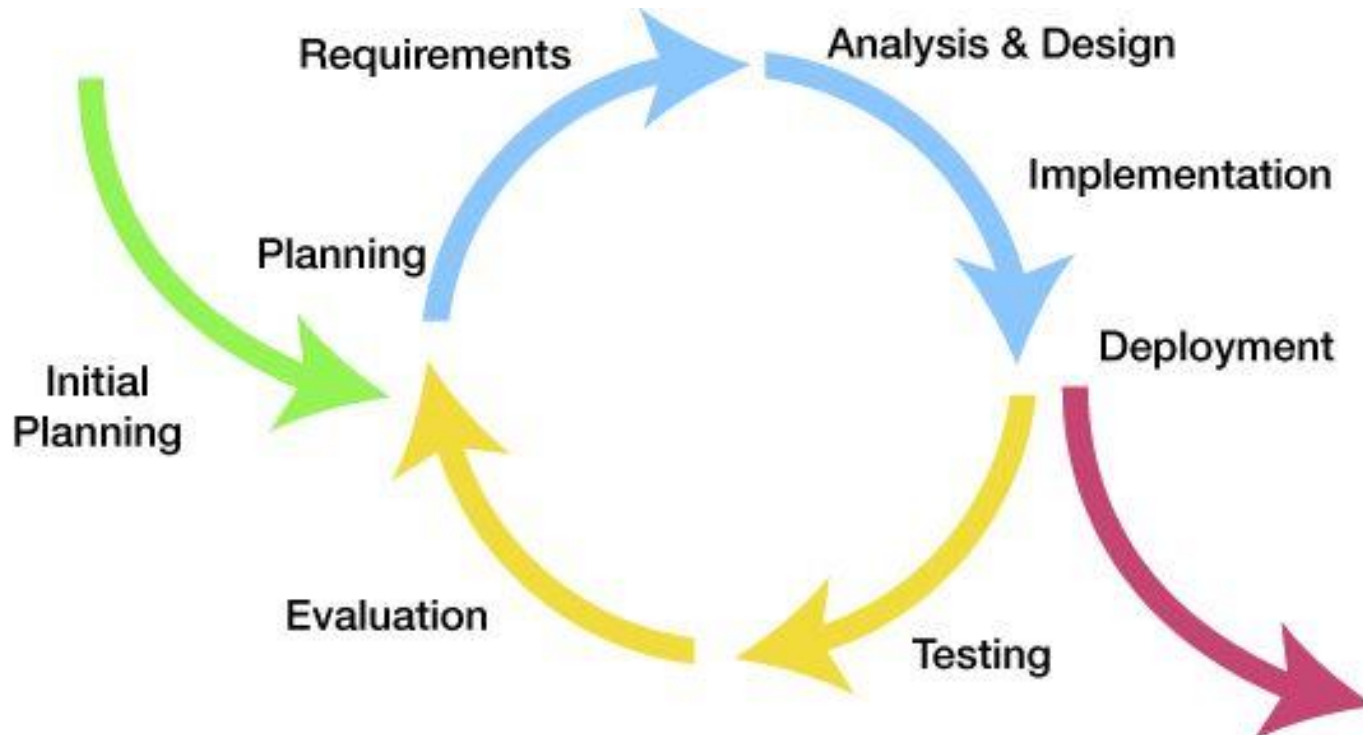 Requirements
Analysis & Design
Implementation
Planning
Deployment
Initial
Planning
Evaluation
Testing